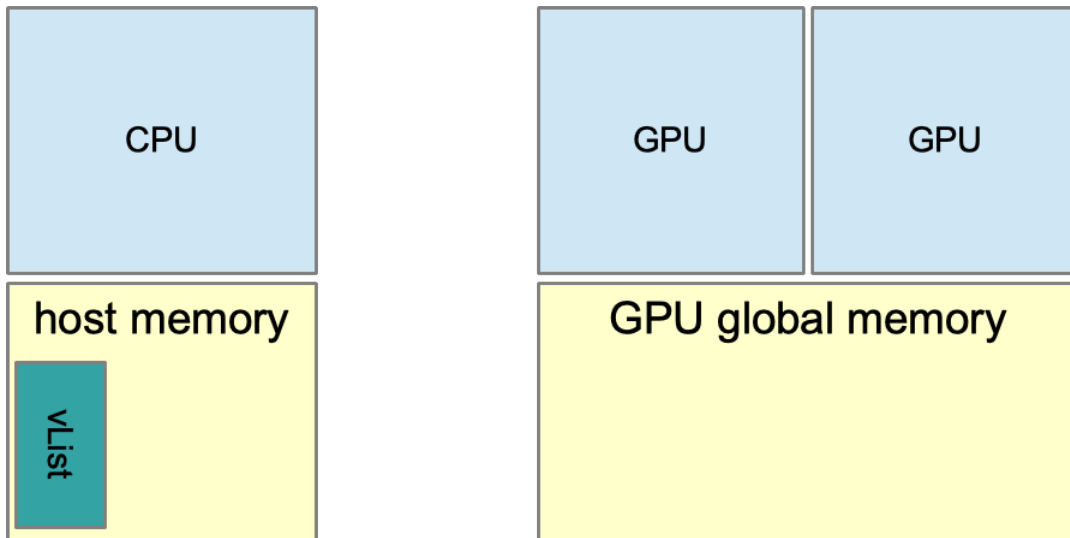 CPU
GPU
GPU
host memory
GPU global memory
vList